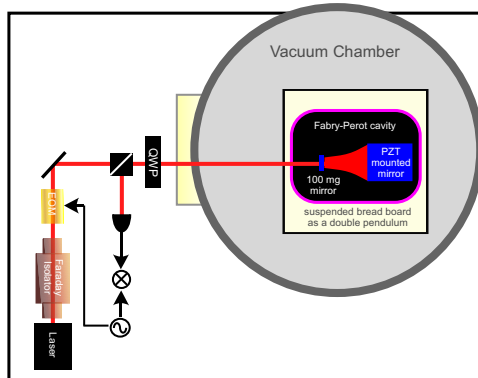 Vacuum Chamber
Fabry-Perot cavity
PZT
mounted
mirror
100 mg
mirror
suspended bread board
as a double pendulum
QWP
EOM
Faraday
Isolator
Laser